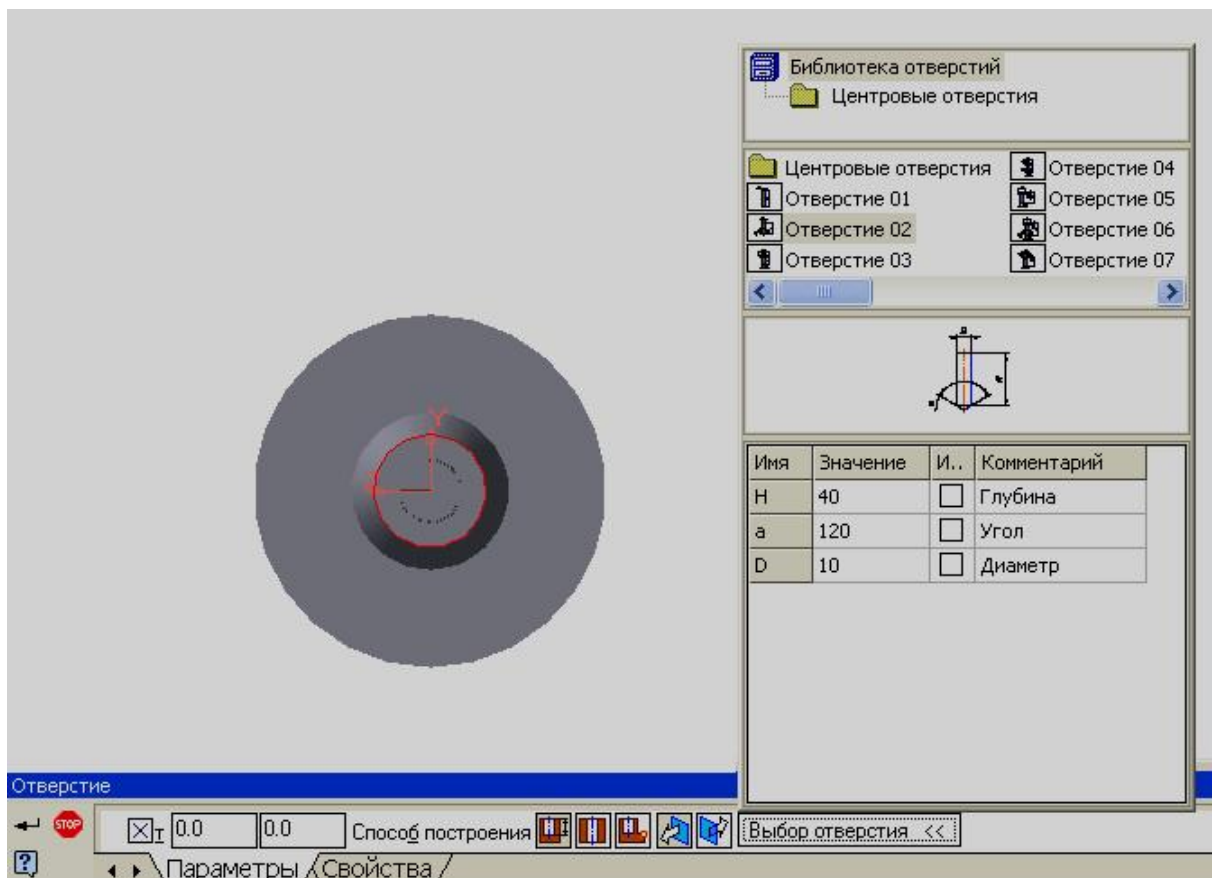 Библиотека отверстий
Центровые отверстия
Центровые отверстия
Отверстие 01
Отверстие 02
Отверстие 03
Отверстие 04
Отверстие 05
Отверстие 06
Отверстие 07
Имя Значение И.. Комментарий
H 40 Глубина
a 120 Угол
D 10 Диаметр
Y
Отверстие
STOP
т 0.0 0.0 Способ построения Выбор отверстия <<
Параметры Свойства